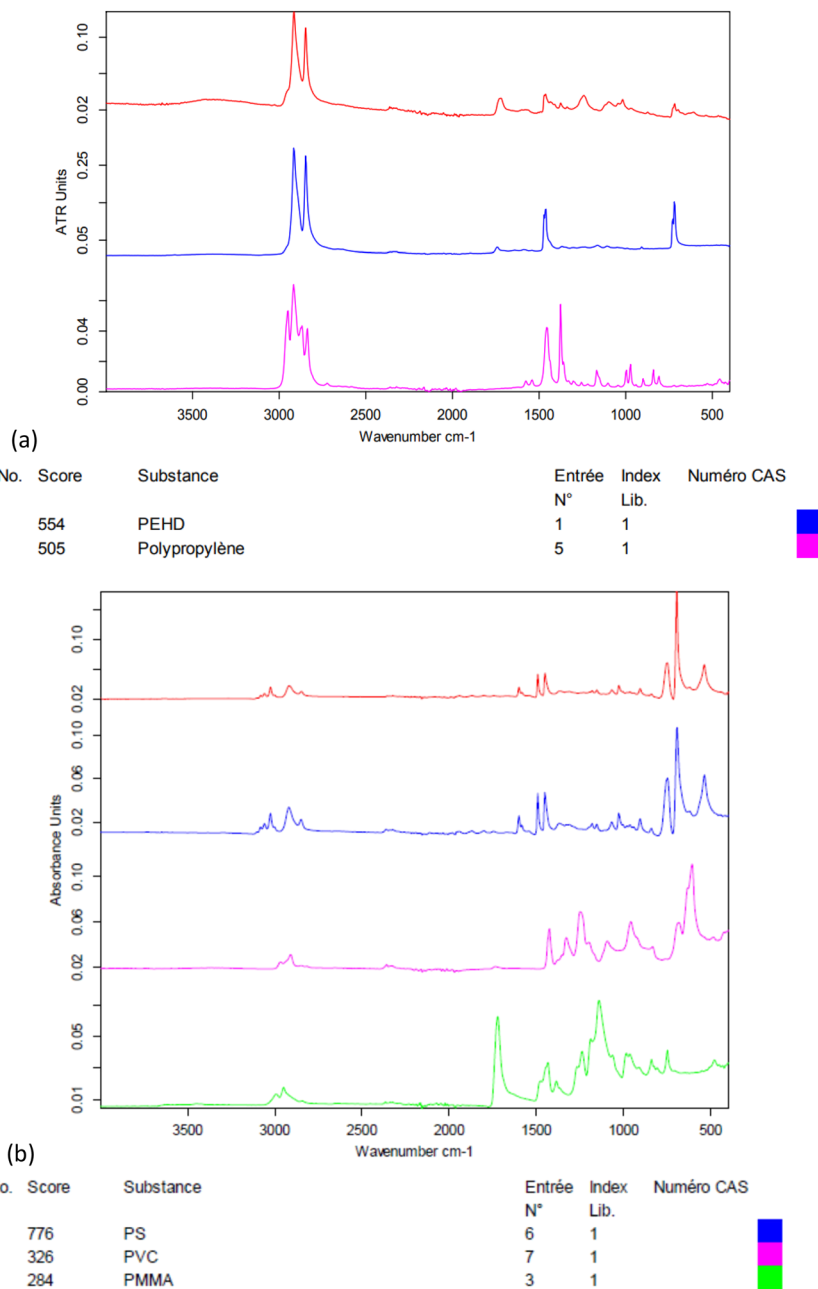 0.10
0.02
0.25
0.05
0.04
0.00
ATR Units
3500 3000 2500 2000 1500 1000 500
Wavenumber cm-1
(a)
No. Score Substance Entrée Index Numéro CAS
N° Lib.
554 PEHD 1 1
505 Polypropylène 5 1
0.10
0.02
0.10
0.06
0.02
0.10
0.06
0.02
0.05
0.01
Absorbance Units
3500 3000 2500 2000 1500 1000 500
Wavenumber cm-1
(b)
o. Score Substance Entrée Index Numéro CAS
N° Lib.
776 PS 6 1
326 PVC 7 1
284 PMMA 3 1